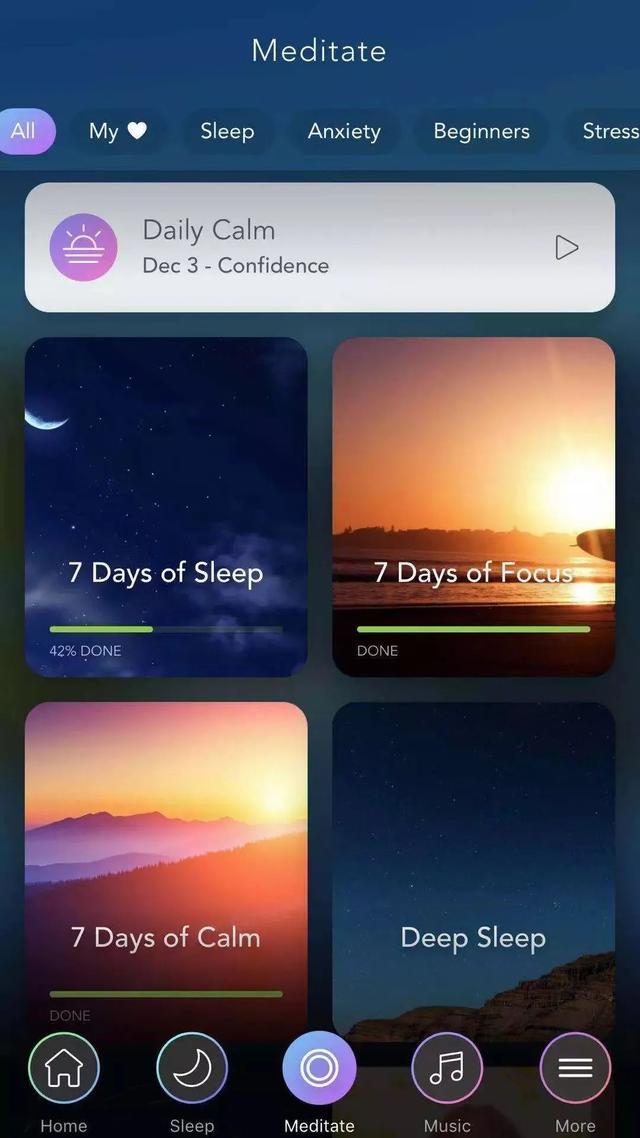 Meditate
All
My
Sleep
Anxiety
Beginners
Stress
Daily Calm
Dec 3 - Confidence
7 Days of Sleep
42% DONE
7 Days of Focus
DONE
7 Days of Calm
DONE
Deep Sleep
Home
Sleep
Meditate
Music
More